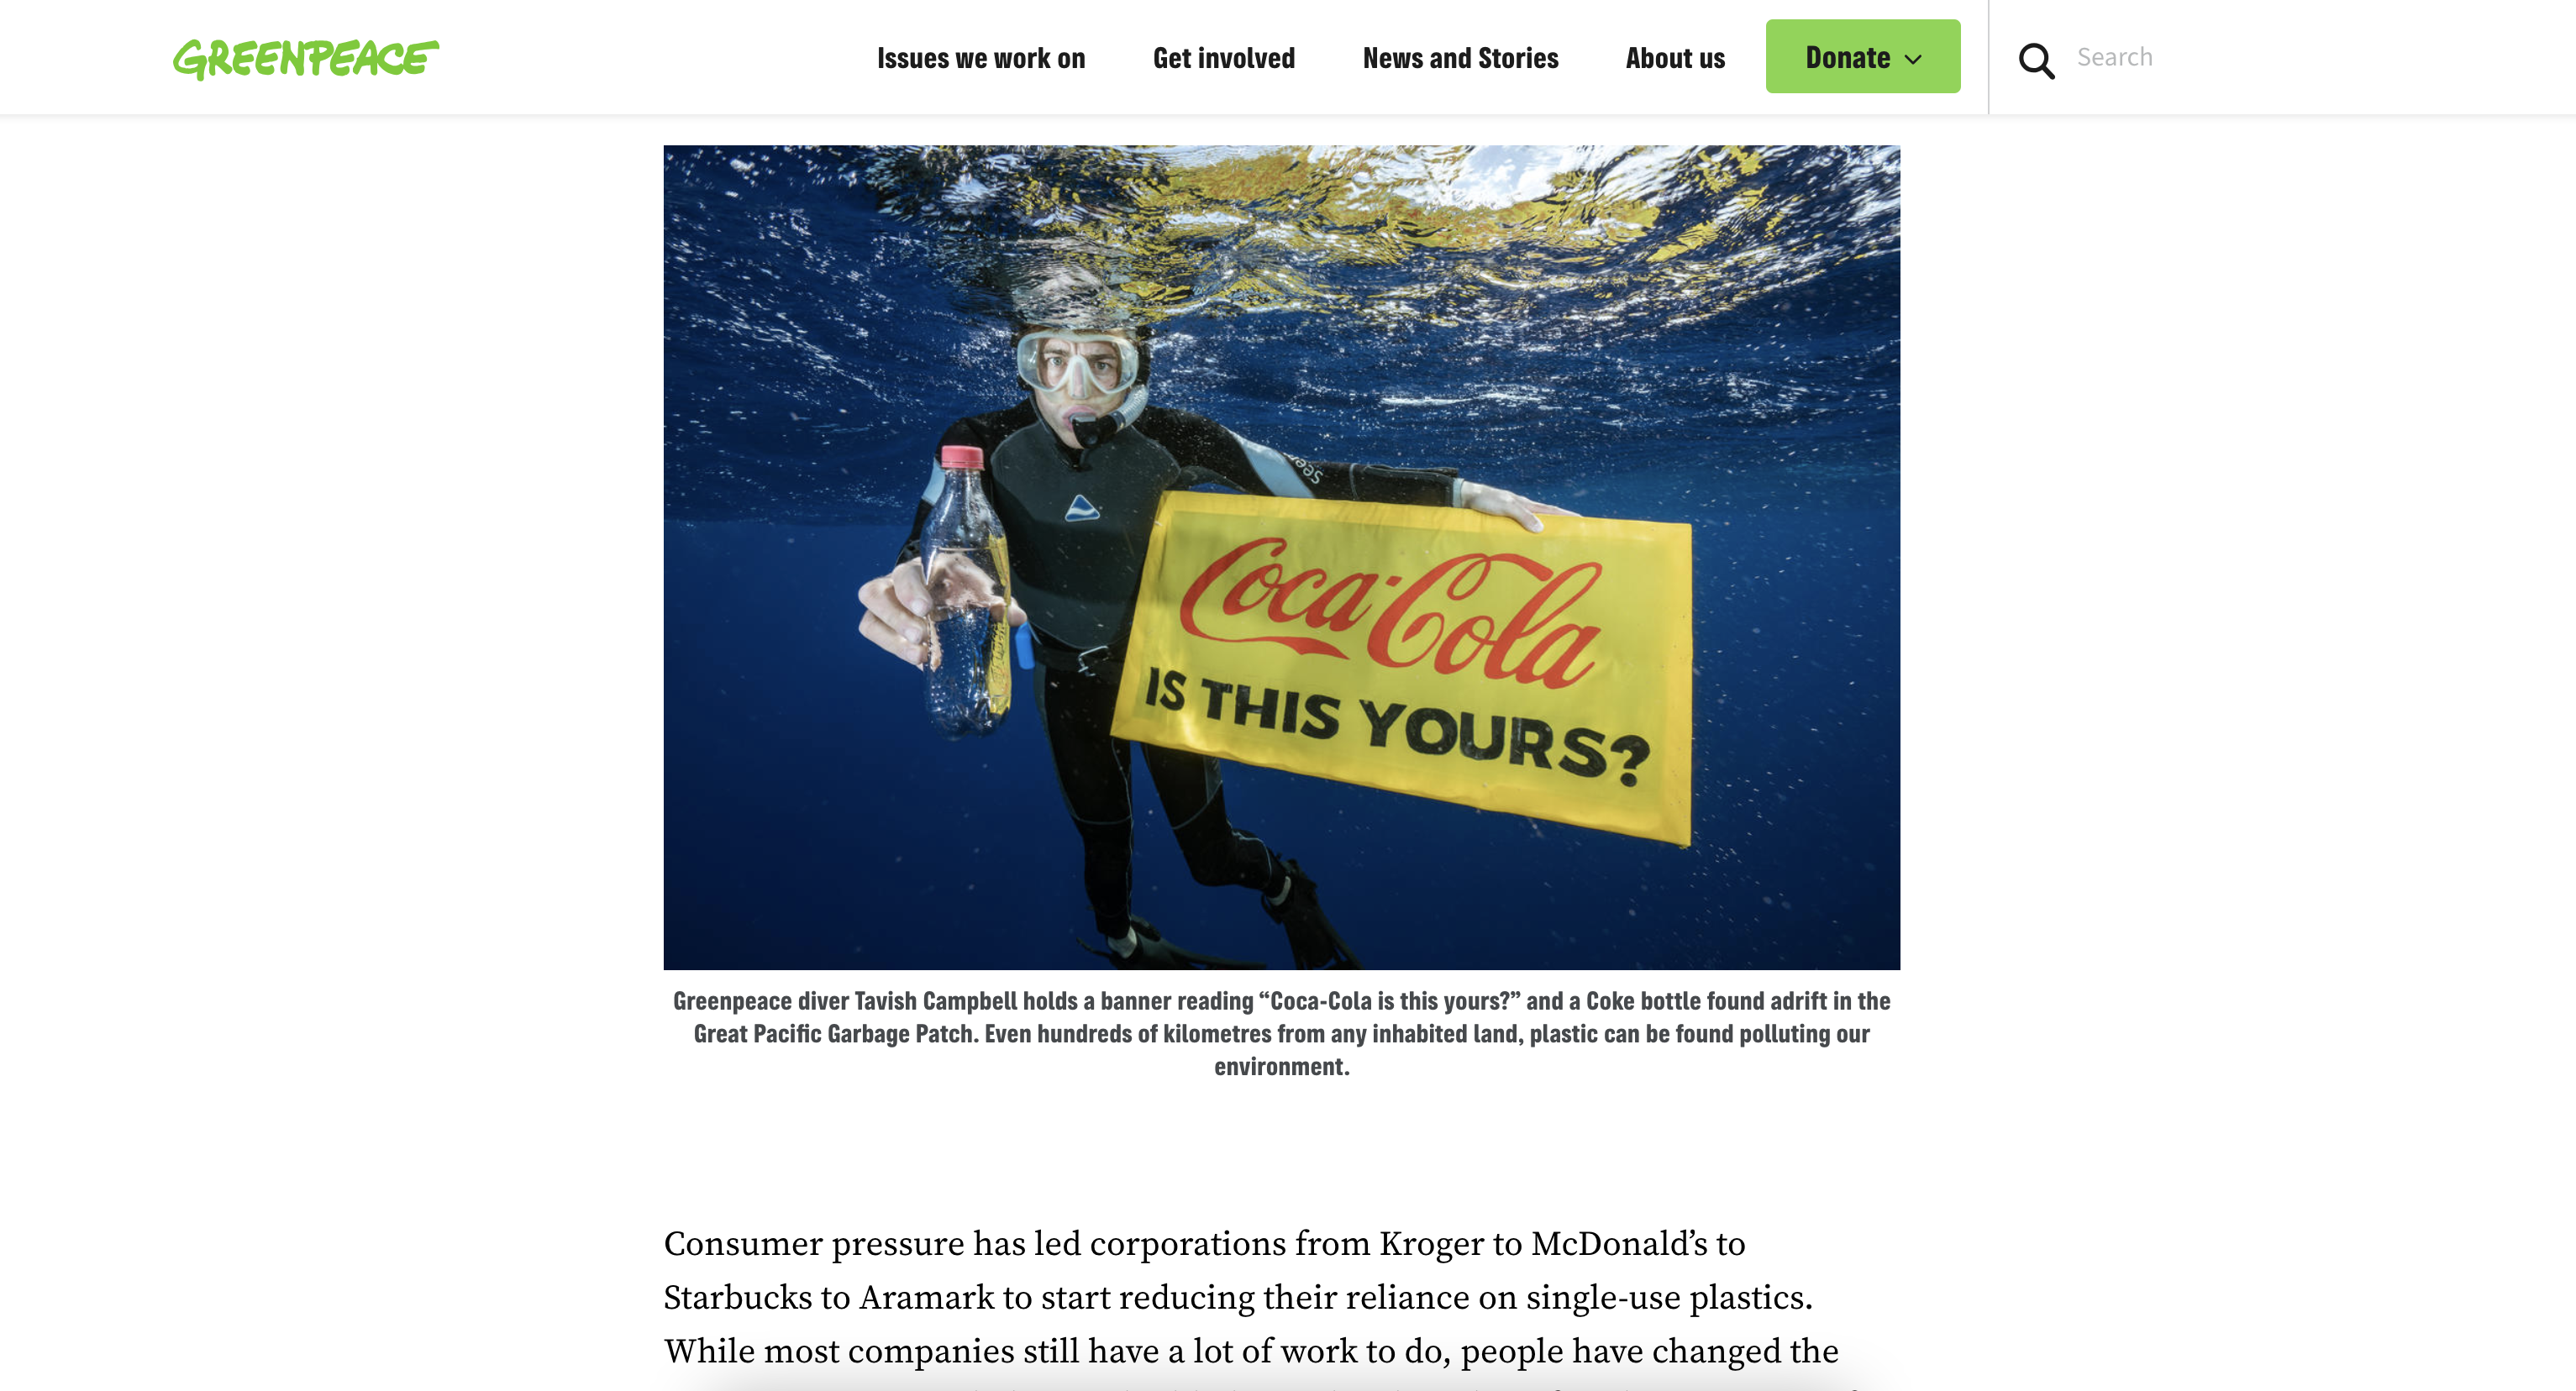 GREENPEACE
Issues we work on
Get involved
News and Stories
About us
Donate
Search
seac
Coca-Cola
IS THIS YOURS?
Greenpeace diver Tavish Campbell holds a banner reading “Coca-Cola is this yours?” and a Coke bottle found adrift in the
Great Pacific Garbage Patch. Even hundreds of kilometres from any inhabited land, plastic can be found polluting our
environment.
Consumer pressure has led corporations from Kroger to McDonald’s to
Starbucks to Aramark to start reducing their reliance on single-use plastics.
While most companies still have a lot of work to do, people have changed the